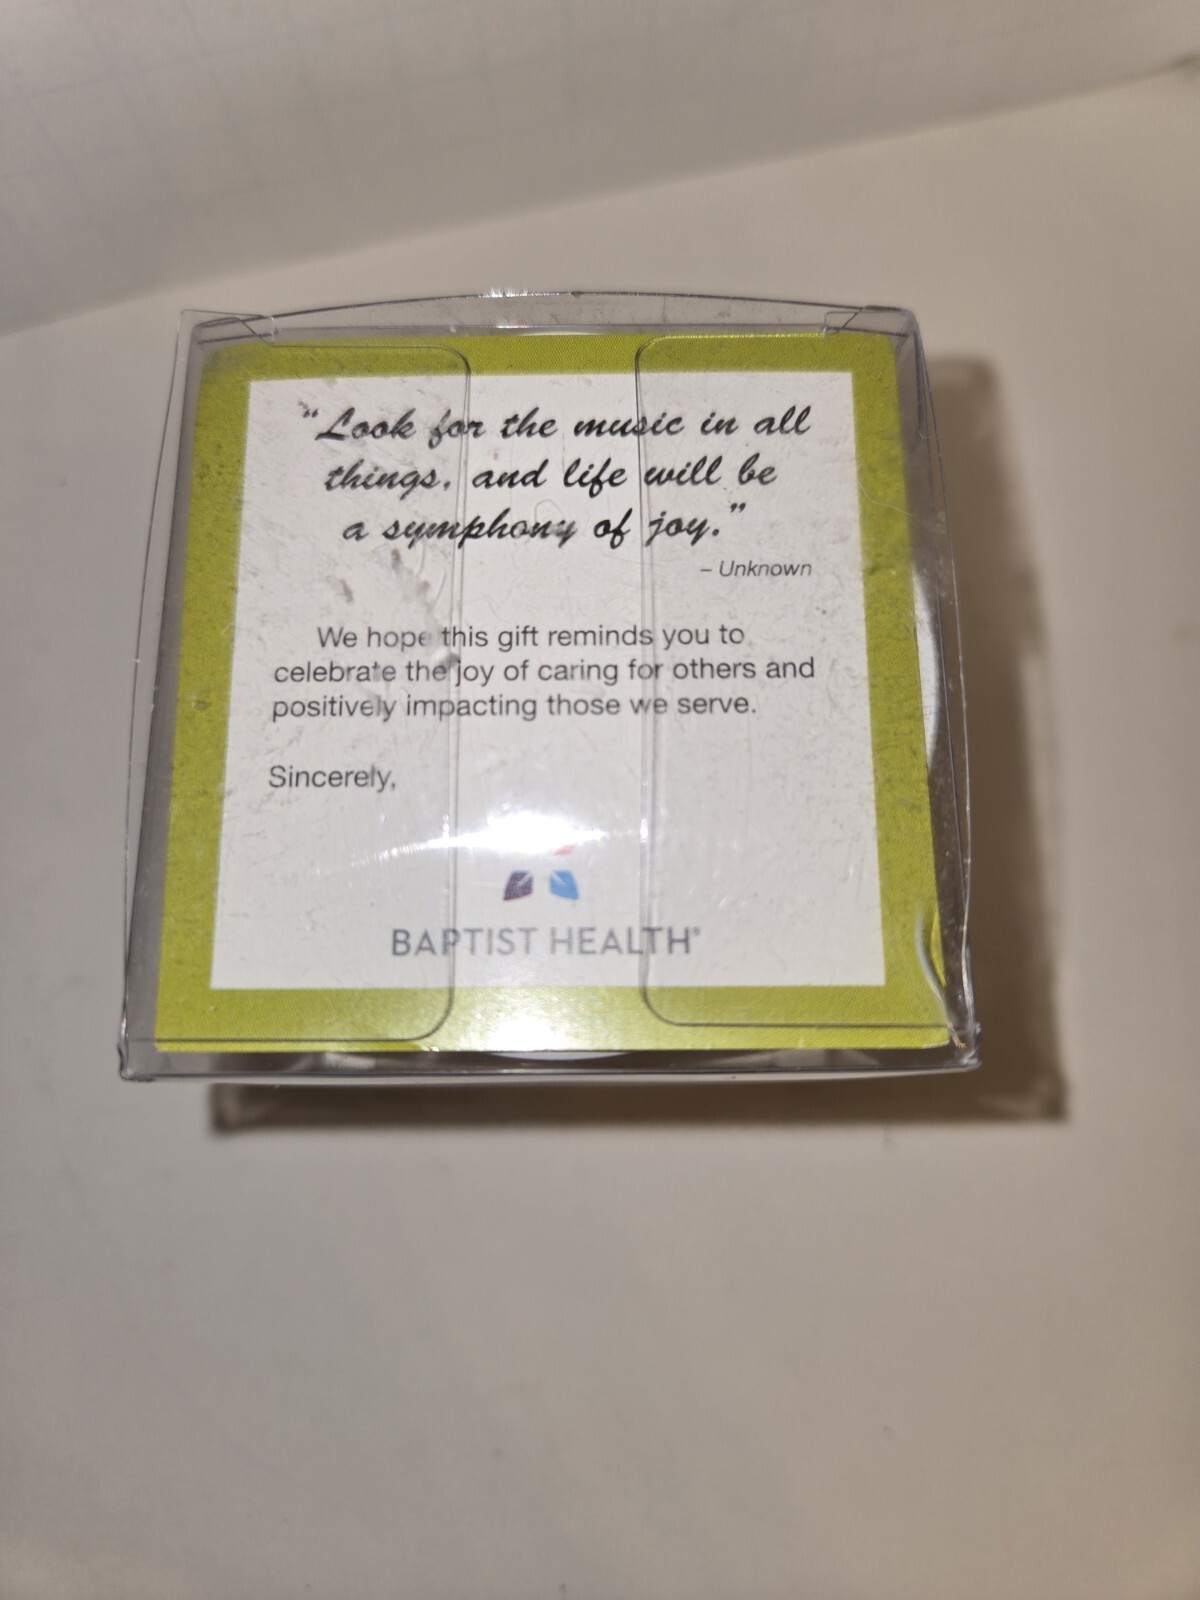 “Look for the music in all
things, and life will be
a symphony of joy.”
– Unknown
We hope this gift reminds you to
celebrate the joy of caring for others and
positively impacting those we serve.
Sincerely,
BAPTIST HEALTH®